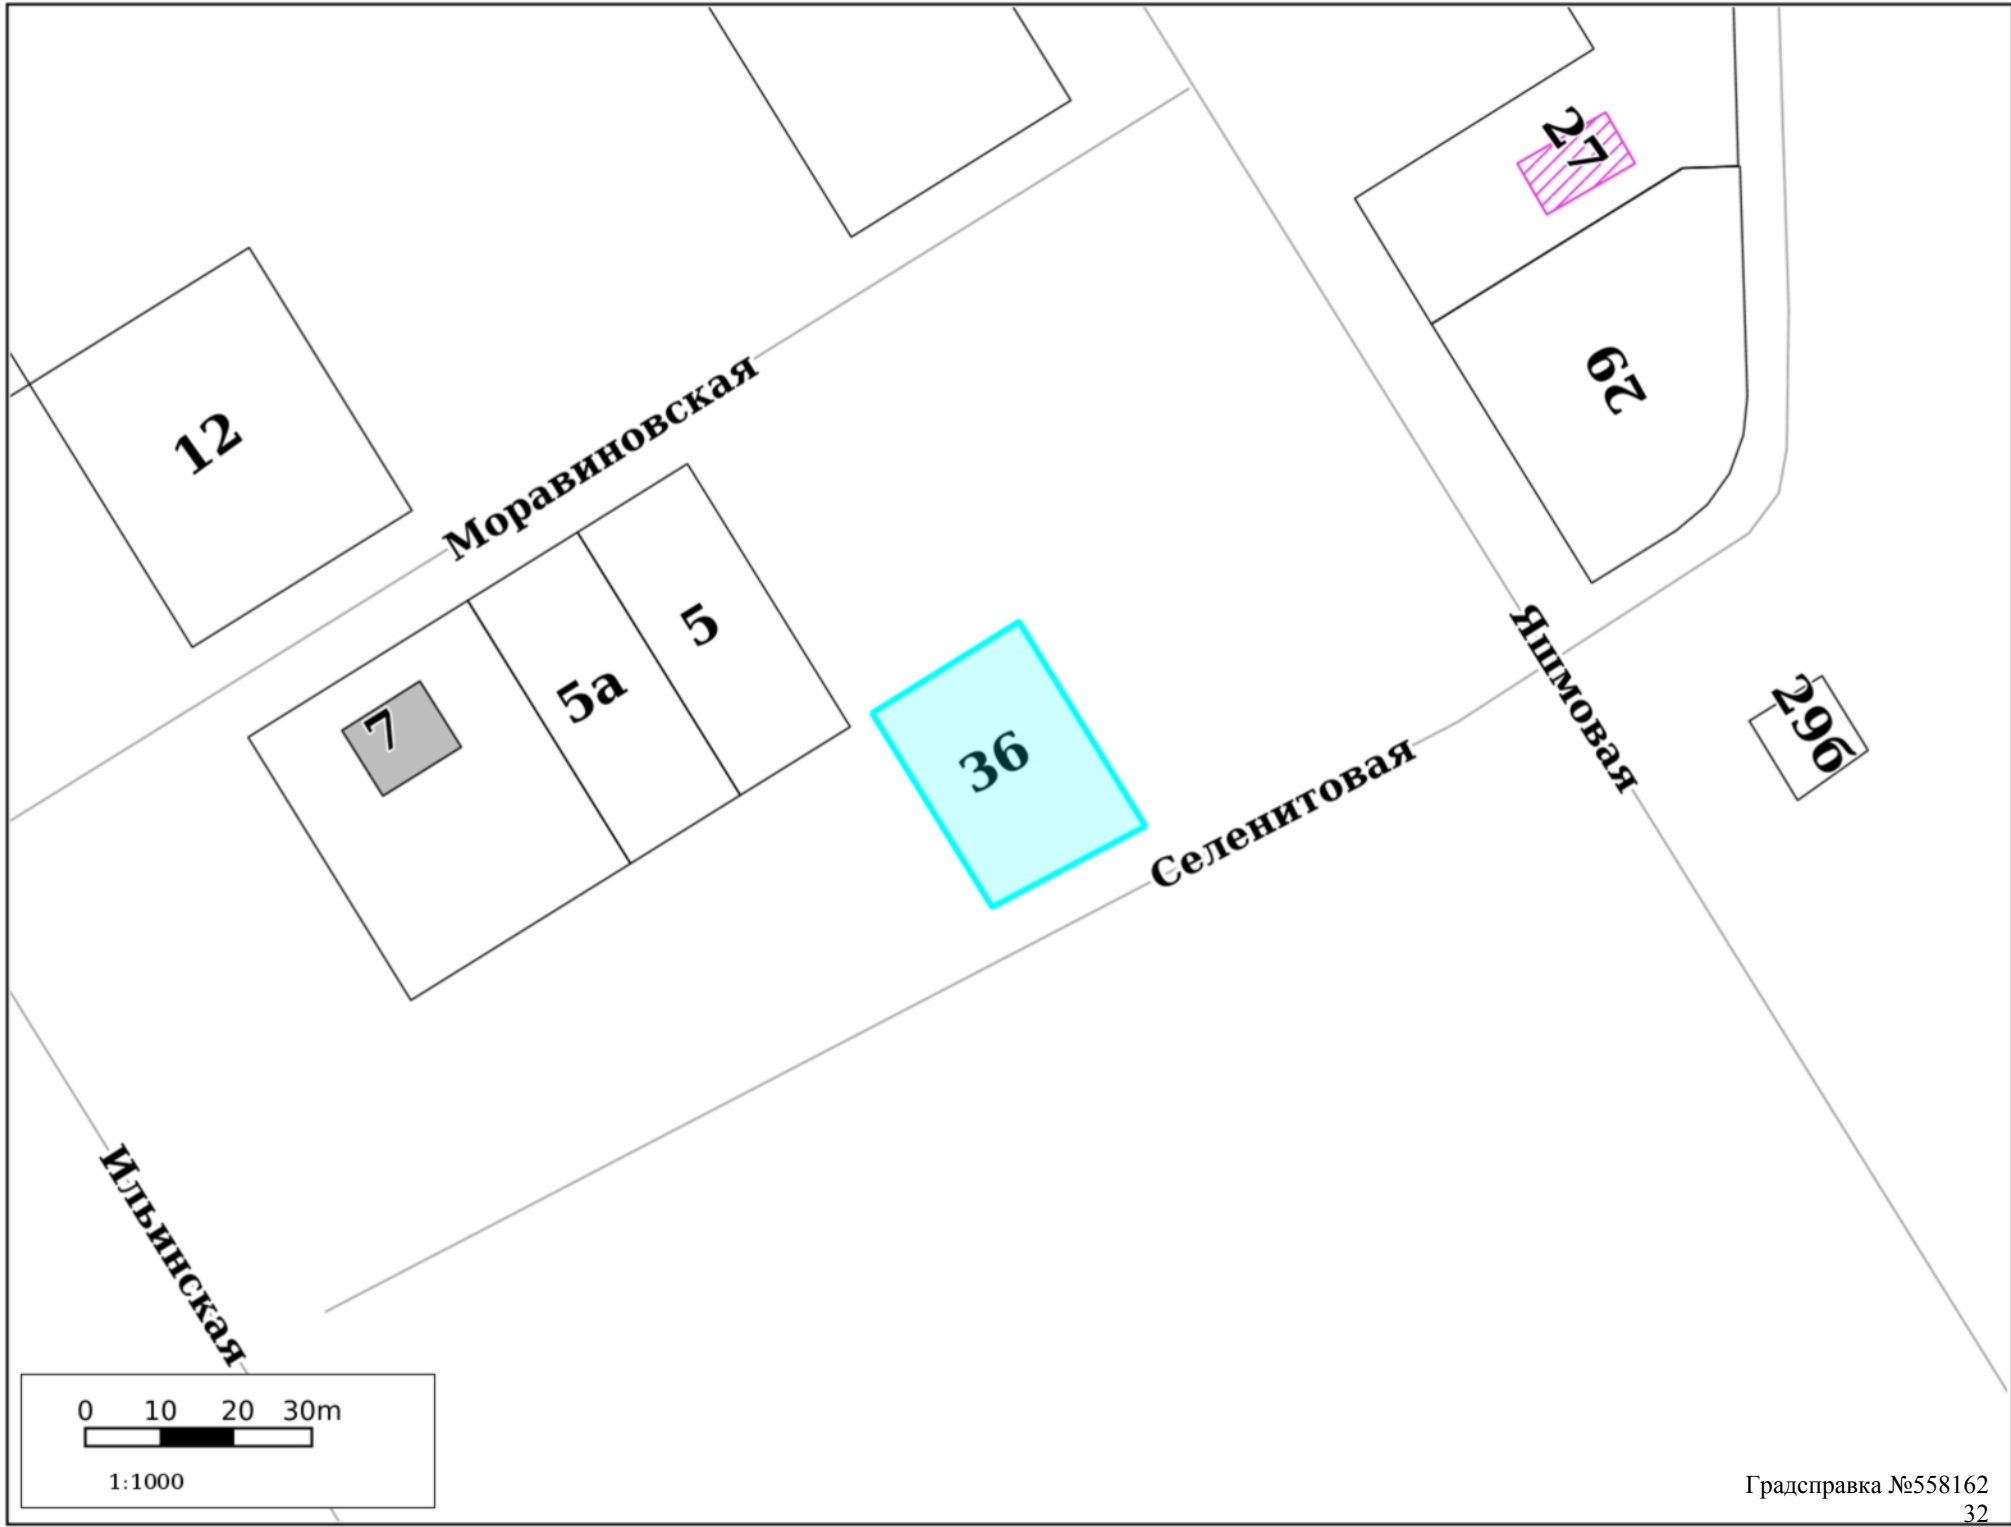 27
29
12
Моравиновская
5
5а
7
36
Яшмовая
29б
Селенитовая
Ильинская
0 10 20 30m
1:1000
Градсправка №558162
32